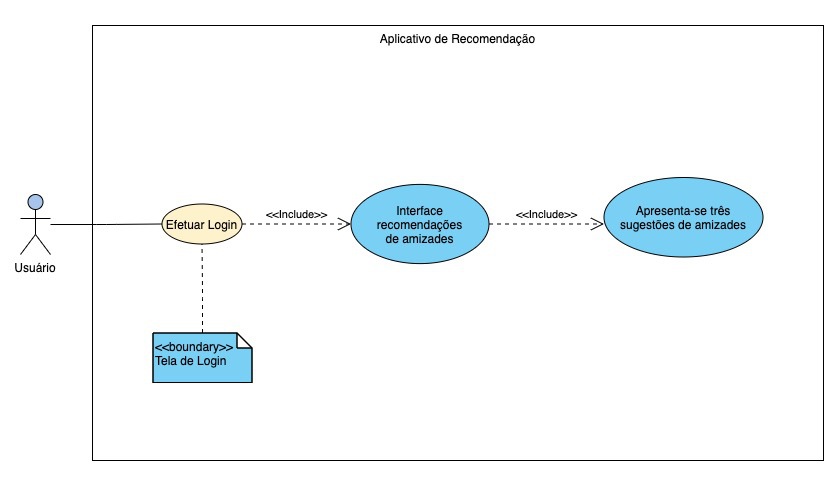 Aplicativo de Recomendação
Usuário
Efetuar Login
<<Include>>
Interface
recomendações
de amizades
<<Include>>
Apresenta-se três
sugestões de amizades
<<boundary>>
Tela de Login